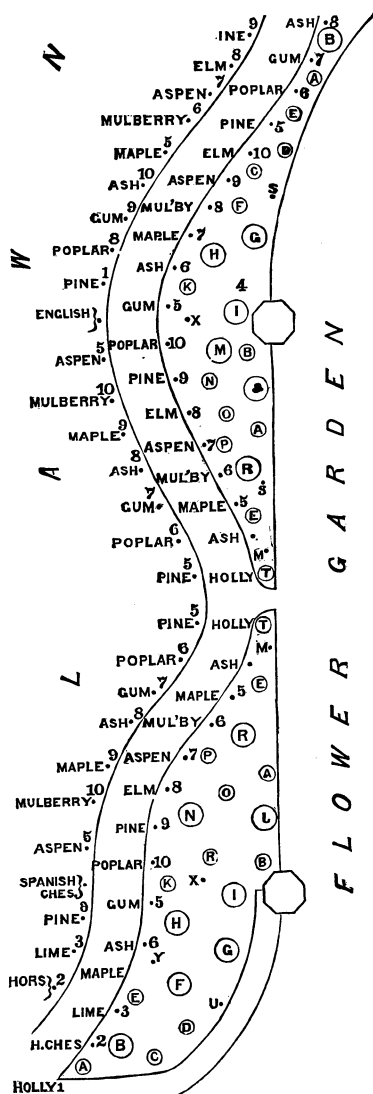 ASH 8
B
PINE 9
GUM 7
A
ELM 8
POPLAR 6
E
ASPEN 7
PINE 5
D
MULBERRY 6
ELM 10
C
MAPLE 5
ASPEN 9
S
ASH 10
MUL'BY 8
F
GUM 9
MAPLE 7
G
POPLAR 8
H
ASH 6
PINE 1
K
4
GUM 5
X
I
ENGLISH
POPLAR 10
M
B
ASPEN 5
PINE 9
N
MULBERRY 10
ELM 8
O
A
MAPLE 9
ASPEN 7
P
ASH 8
MUL'BY 6
R
S
GUM 7
MAPLE 5
E
POPLAR 6
ASH
M
PINE 5
HOLLY
T
PINE 5
HOLLY
T
M
POPLAR 6
ASH
E
GUM 7
MAPLE 5
ASH 8
MUL'BY 6
R
MAPLE 9
ASPEN 7
P
A
MULBERRY 10
ELM 8
O
PINE 9
N
L
ASPEN 5
POPLAR 10
R
B
SPANISH
CHES.
K
X
I
PINE
GUM 5
H
LIME 3
ASH 6
Y
G
HORS 2
MAPLE
F
E
LIME 3
U
D
H.CHES 2
B
C
A
HOLLY 1
LAWN
FLOWER GARDEN